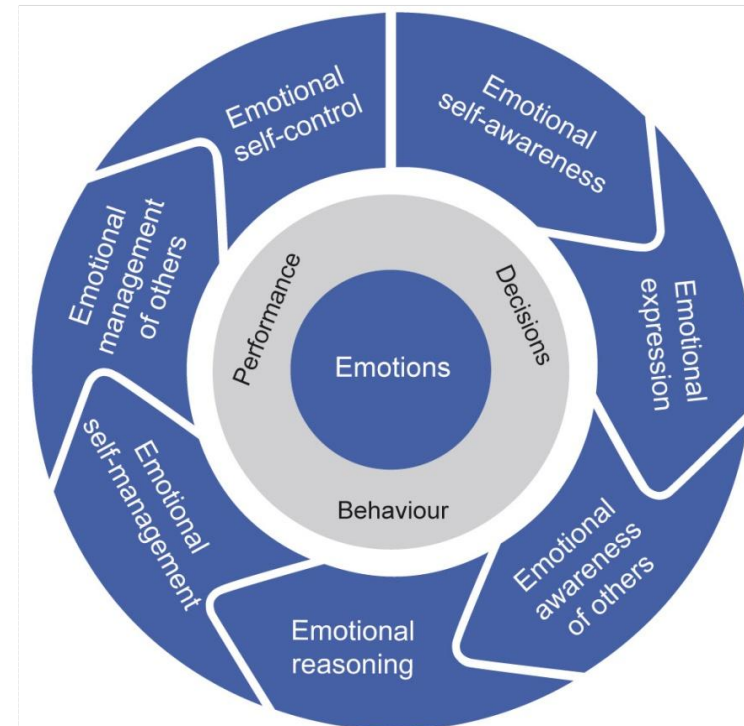 Emotional
self-awareness
Emotional
expression
Emotional
awareness
of others
Emotional
reasoning
Emotional
self-management
Emotional
management
of others
Emotional
self-control
Decisions
Behaviour
Performance
Emotions